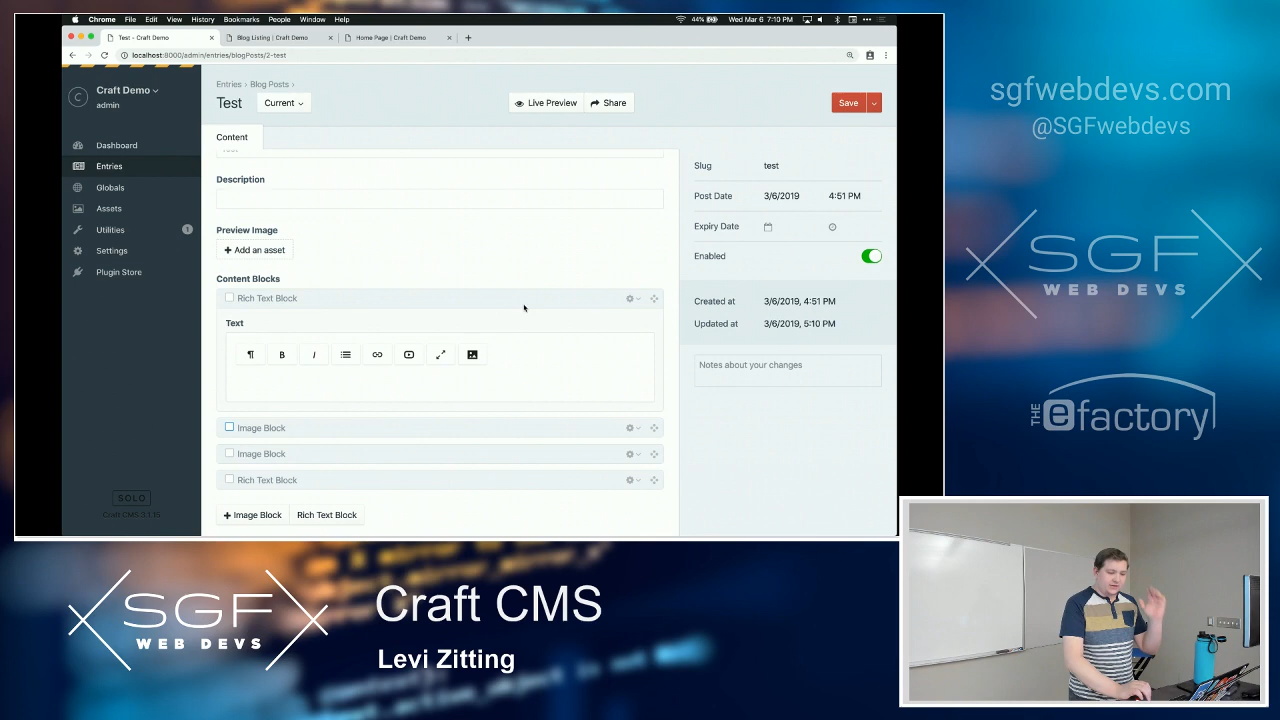 Chrome File Edit View History Bookmarks People Window Help 44% Wed Mar 6 7:10 PM
Test - Craft Demo Blog Listing | Craft Demo Home Page | Craft Demo
localhost:8000/admin/entries/blogPosts/2-test
C Craft Demo
admin
Entries › Blog Posts ›
Test Current Live Preview Share Save
Content
Dashboard
Entries
Globals
Assets
Utilities 1
Settings
Plugin Store
SOLO
Craft CMS 3.1.15
Description
Preview Image
+ Add an asset
Content Blocks
Rich Text Block
Text
¶ B I
Image Block
Image Block
Rich Text Block
+ Image Block Rich Text Block
Slug test
Post Date 3/6/2019 4:51 PM
Expiry Date
Enabled
Created at 3/6/2019, 4:51 PM
Updated at 3/6/2019, 5:10 PM
Notes about your changes
sgfwebdevs.com
@SGFwebdevs
SGF
WEB DEVS
THE efactory
SGF
WEB DEVS
Craft CMS
Levi Zitting